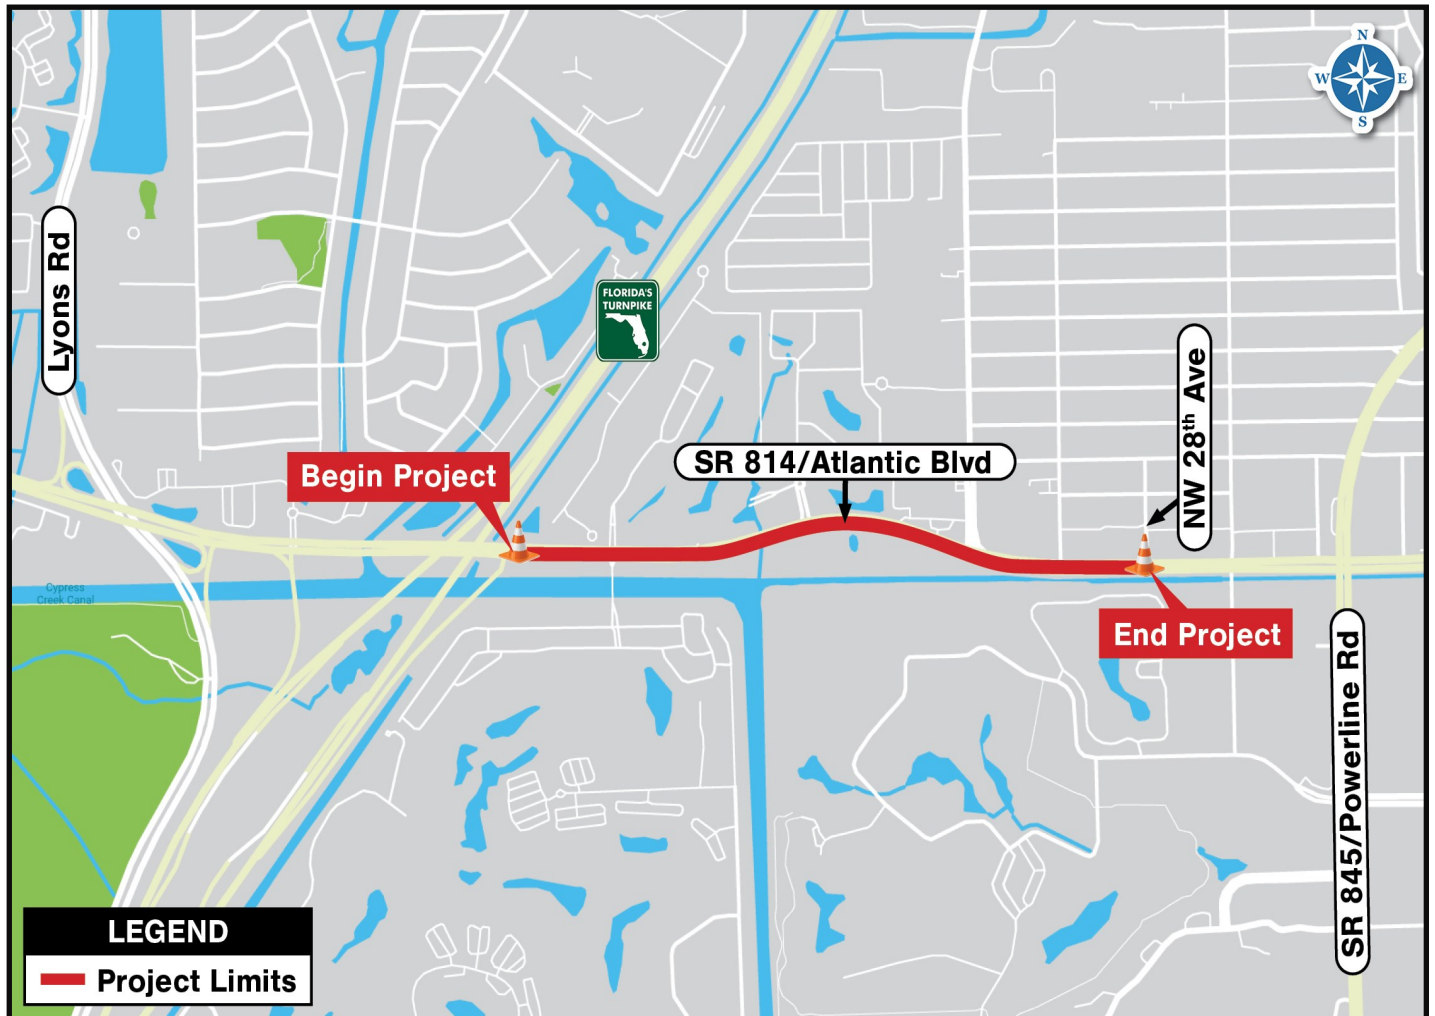 N
W E
S
Lyons Rd
FLORIDA'S
TURNPIKE
Begin Project
SR 814/Atlantic Blvd
NW 28th Ave
Cypress
Creek Canal
End Project
SR 845/Powerline Rd
LEGEND
Project Limits